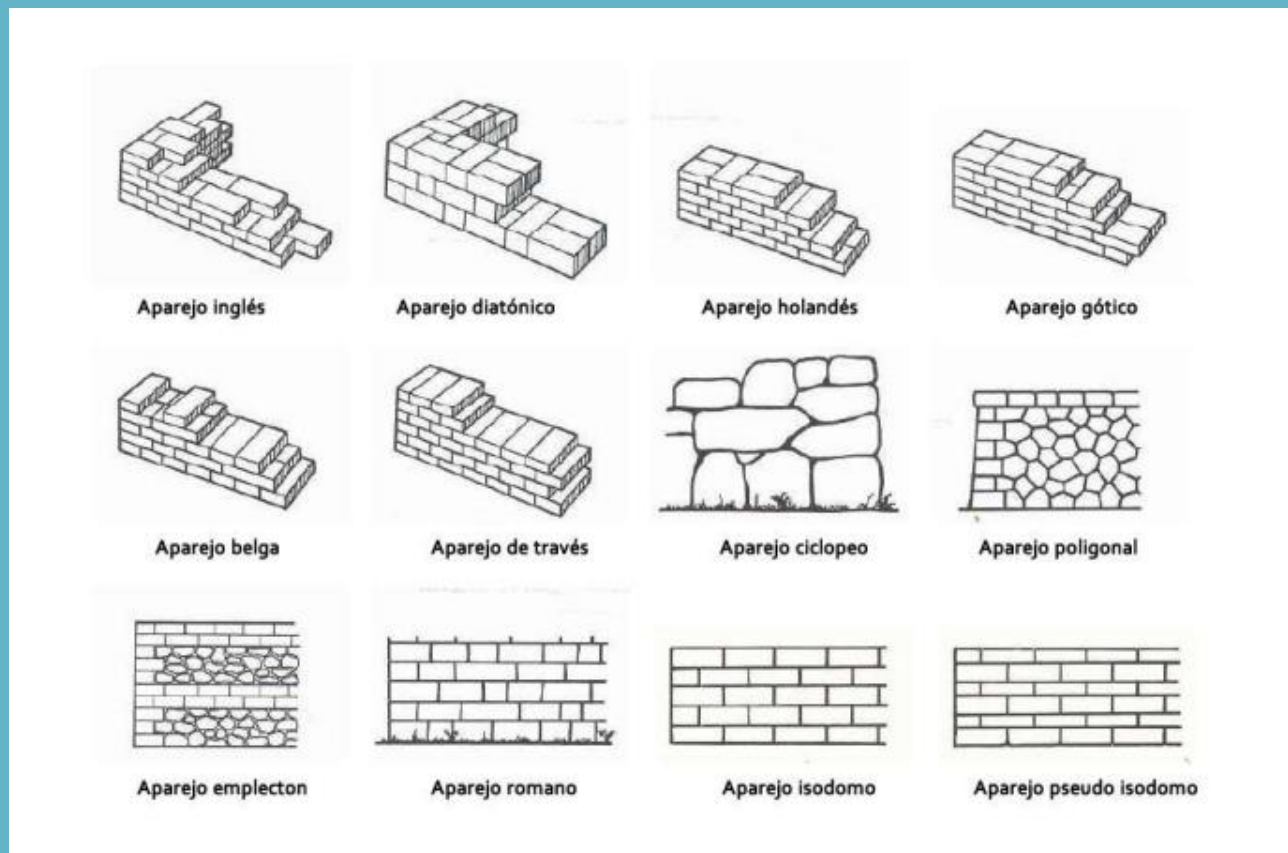 Aparejo inglés
Aparejo diatónico
Aparejo holandés
Aparejo gótico
Aparejo belga
Aparejo de través
Aparejo ciclopeo
Aparejo poligonal
Aparejo emplecton
Aparejo romano
Aparejo isodomo
Aparejo pseudo isodomo